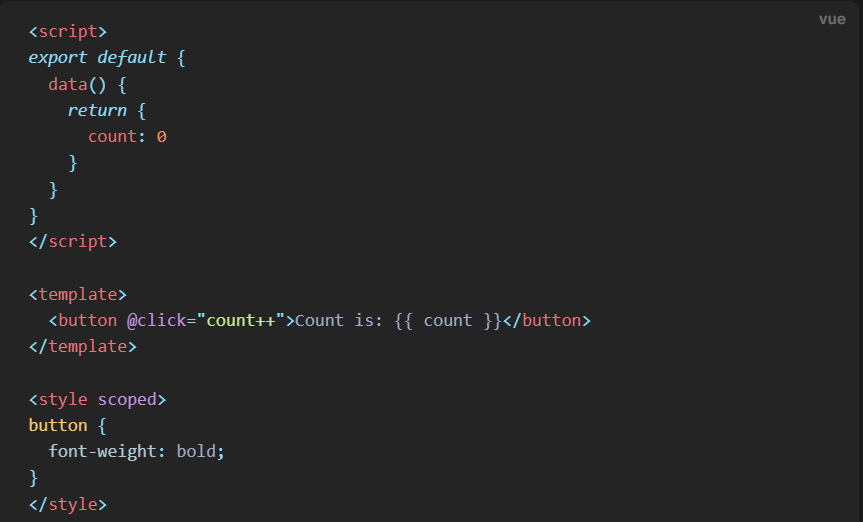 vue
<script>
export default {
  data() {
    return {
      count: 0
    }
  }
}
</script>

<template>
  <button @click="count++">Count is: {{ count }}</button>
</template>

<style scoped>
button {
  font-weight: bold;
}
</style>